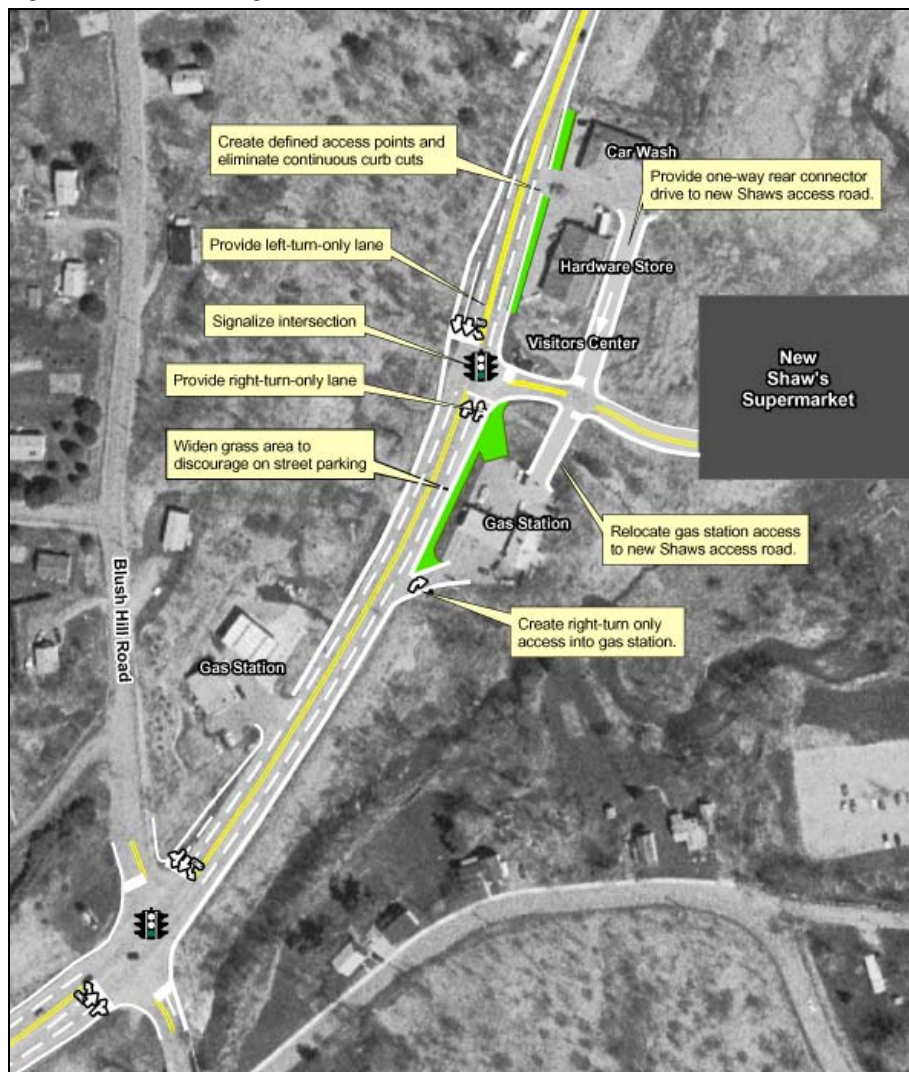 Create defined access points and
eliminate continuous curb cuts
Car Wash
Provide one-way rear connector
drive to new Shaws access road.
Provide left-turn-only lane
Hardware Store
Signalize intersection
Visitors Center
New
Shaw's
Supermarket
Provide right-turn-only lane
Widen grass area to
discourage on street parking
Gas Station
Relocate gas station access
to new Shaws access road.
Blush Hill Road
Create right-turn only
access into gas station.
Gas Station